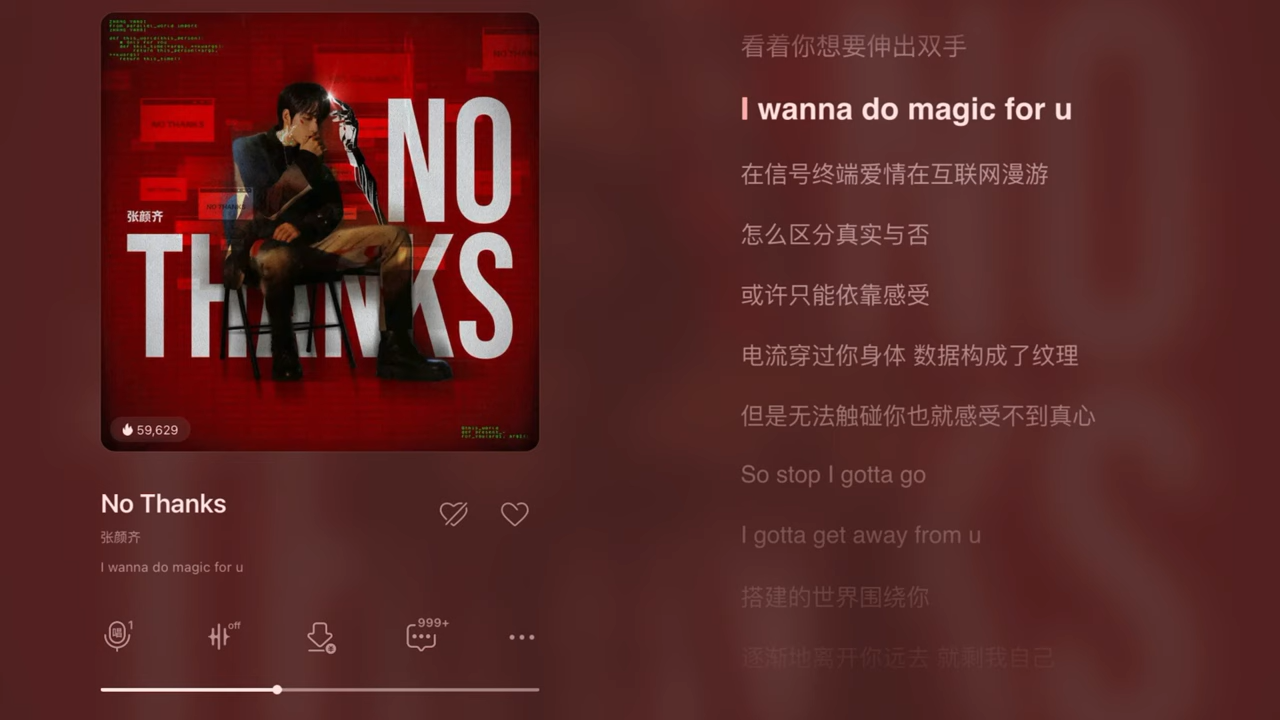 NO THANKS
NO
张颜齐
THANKS
59,629
No Thanks
张颜齐
I wanna do magic for u
唱 1
off
999+
看着你想要伸出双手
I wanna do magic for u
在信号终端爱情在互联网漫游
怎么区分真实与否
或许只能依靠感受
电流穿过你身体 数据构成了纹理
但是无法触碰你也就感受不到真心
So stop I gotta go
I gotta get away from u
搭建的世界围绕你
逐渐地离开你远去 就剩我自己